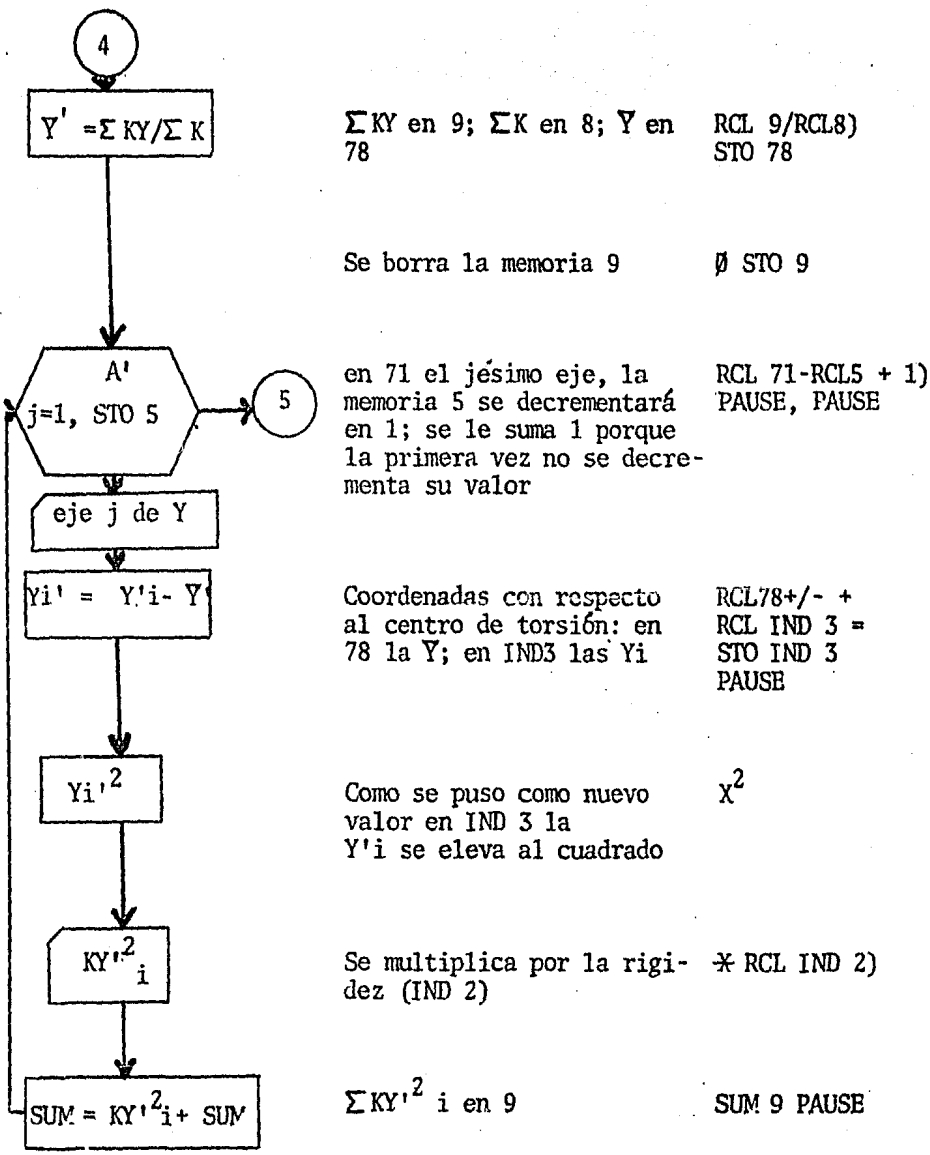 4
Ȳ' = Σ KY/Σ K
ΣKY en 9; ΣK en 8; Ȳ en
78
RCL 9/RCL8)
STO 78
Se borra la memoria 9
Ø STO 9
A'
j=1, STO 5
5
en 71 el jésimo eje, la
memoria 5 se decrementará
en 1; se le suma 1 porque
la primera vez no se decre-
menta su valor
RCL 71-RCL5 + 1)
PAUSE, PAUSE
eje j de Y
Yi' = Y'i- Ȳ'
Coordenadas con respecto
al centro de torsión: en
78 la Ȳ; en IND3 las Yi
RCL78+/- +
RCL IND 3 =
STO IND 3
PAUSE
Yi'²
Como se puso como nuevo
valor en IND 3 la
Y'i se eleva al cuadrado
X²
KY'²i
Se multiplica por la rigi-
dez (IND 2)
* RCL IND 2)
SUM = KY'²i+ SUM
ΣKY'² i en 9
SUM 9 PAUSE